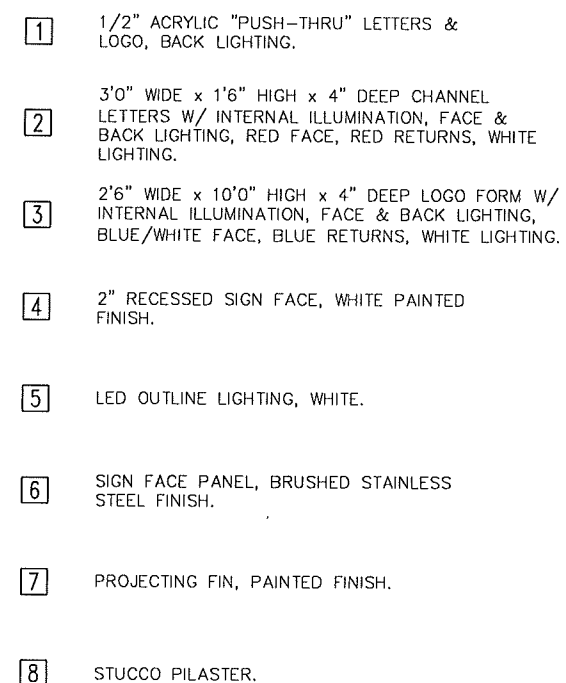 1 1/2" ACRYLIC "PUSH-THRU" LETTERS &
LOGO, BACK LIGHTING.
2 3'0" WIDE x 1'6" HIGH x 4" DEEP CHANNEL
LETTERS W/ INTERNAL ILLUMINATION, FACE &
BACK LIGHTING, RED FACE, RED RETURNS, WHITE
LIGHTING.
3 2'6" WIDE x 10'0" HIGH x 4" DEEP LOGO FORM W/
INTERNAL ILLUMINATION, FACE & BACK LIGHTING,
BLUE/WHITE FACE, BLUE RETURNS, WHITE LIGHTING.
4 2" RECESSED SIGN FACE, WHITE PAINTED
FINISH.
5 LED OUTLINE LIGHTING, WHITE.
6 SIGN FACE PANEL, BRUSHED STAINLESS
STEEL FINISH.
7 PROJECTING FIN, PAINTED FINISH.
8 STUCCO PILASTER.